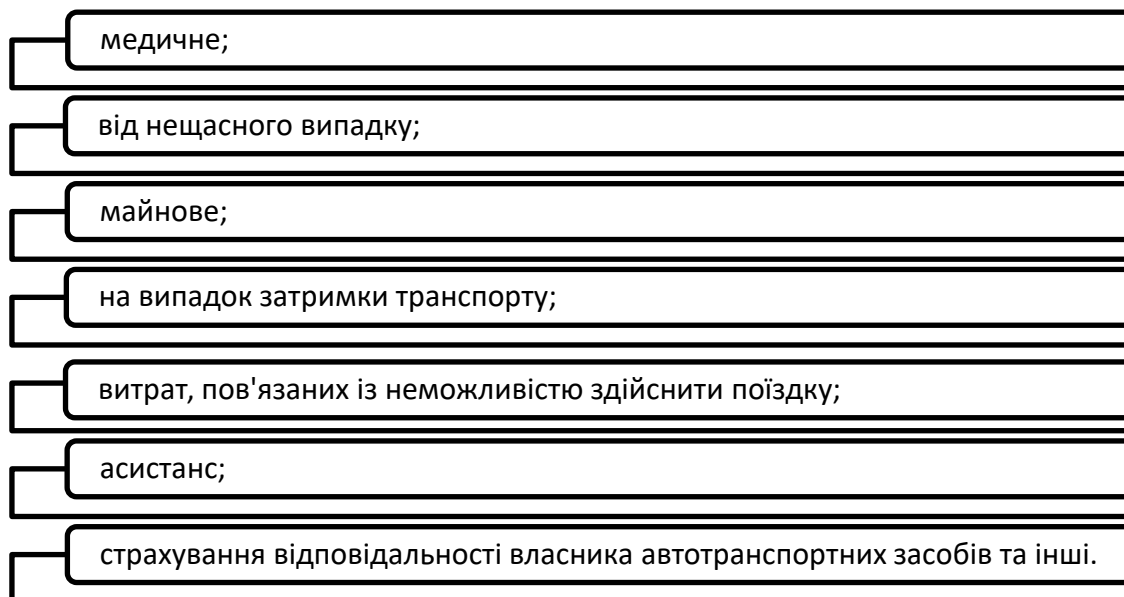 медичне;
від нещасного випадку;
майнове;
на випадок затримки транспорту;
витрат, пов'язаних із неможливістю здійснити поїздку;
асистанс;
страхування відповідальності власника автотранспортних засобів та інші.